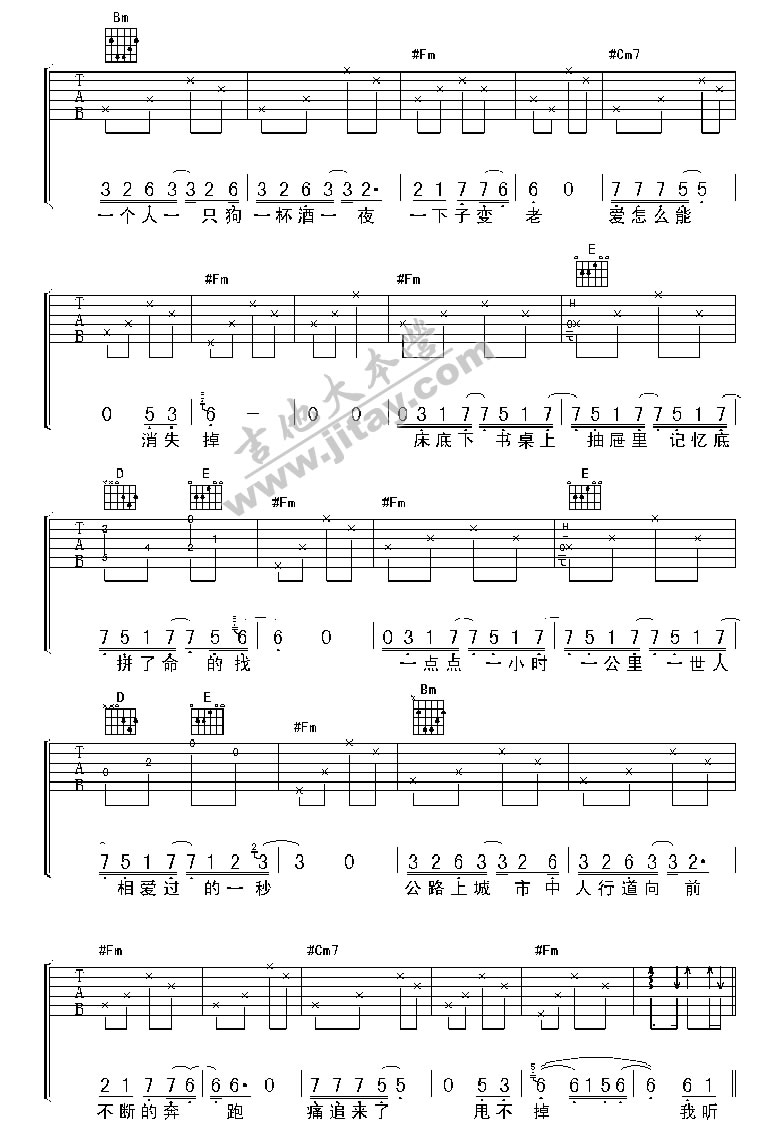 Bm
#Fm #Cm7
T A B
3 2 6 3 3 2 6 3 2 6 3 3 2• 2 1 7 7 6 6 0 7 7 7 5 5
一个人一 只狗一杯酒一夜 一下子变 老 爱怎么能
E
#Fm #Fm
T A B H
0 5 3 6 — 0 0 0 3 1 7 7 5 1 7 7 5 1 7 7 5 1 7
消失 掉 床底下 书桌上 抽屉里 记忆底
吉他大本营
www.jitay.com
D E #Fm #Fm E
T A B 2 5 4 0 2 1 H
7 5 1 7 7 5 6 6 0 0 3 1 7 7 5 1 7 7 5 1 7 7 5 1 7
拼了命 的找 一点点 一小时 一公里 一世人
D E #Fm Bm
T A B 0 2 0 0
7 5 1 7 7 1 2 3 3 0 3 2 6 3 3 2 6 3 2 6 3 3 2•
相爱过 的一秒 公路上城 市中 人行道向 前
#Fm #Cm7 #Fm
T A B
2 1 7 7 6 6 6• 0 7 7 7 5 5 0 5 3 6 6 1 5 6 6 6 1
不断的奔 跑 痛追来了 甩不 掉 我听